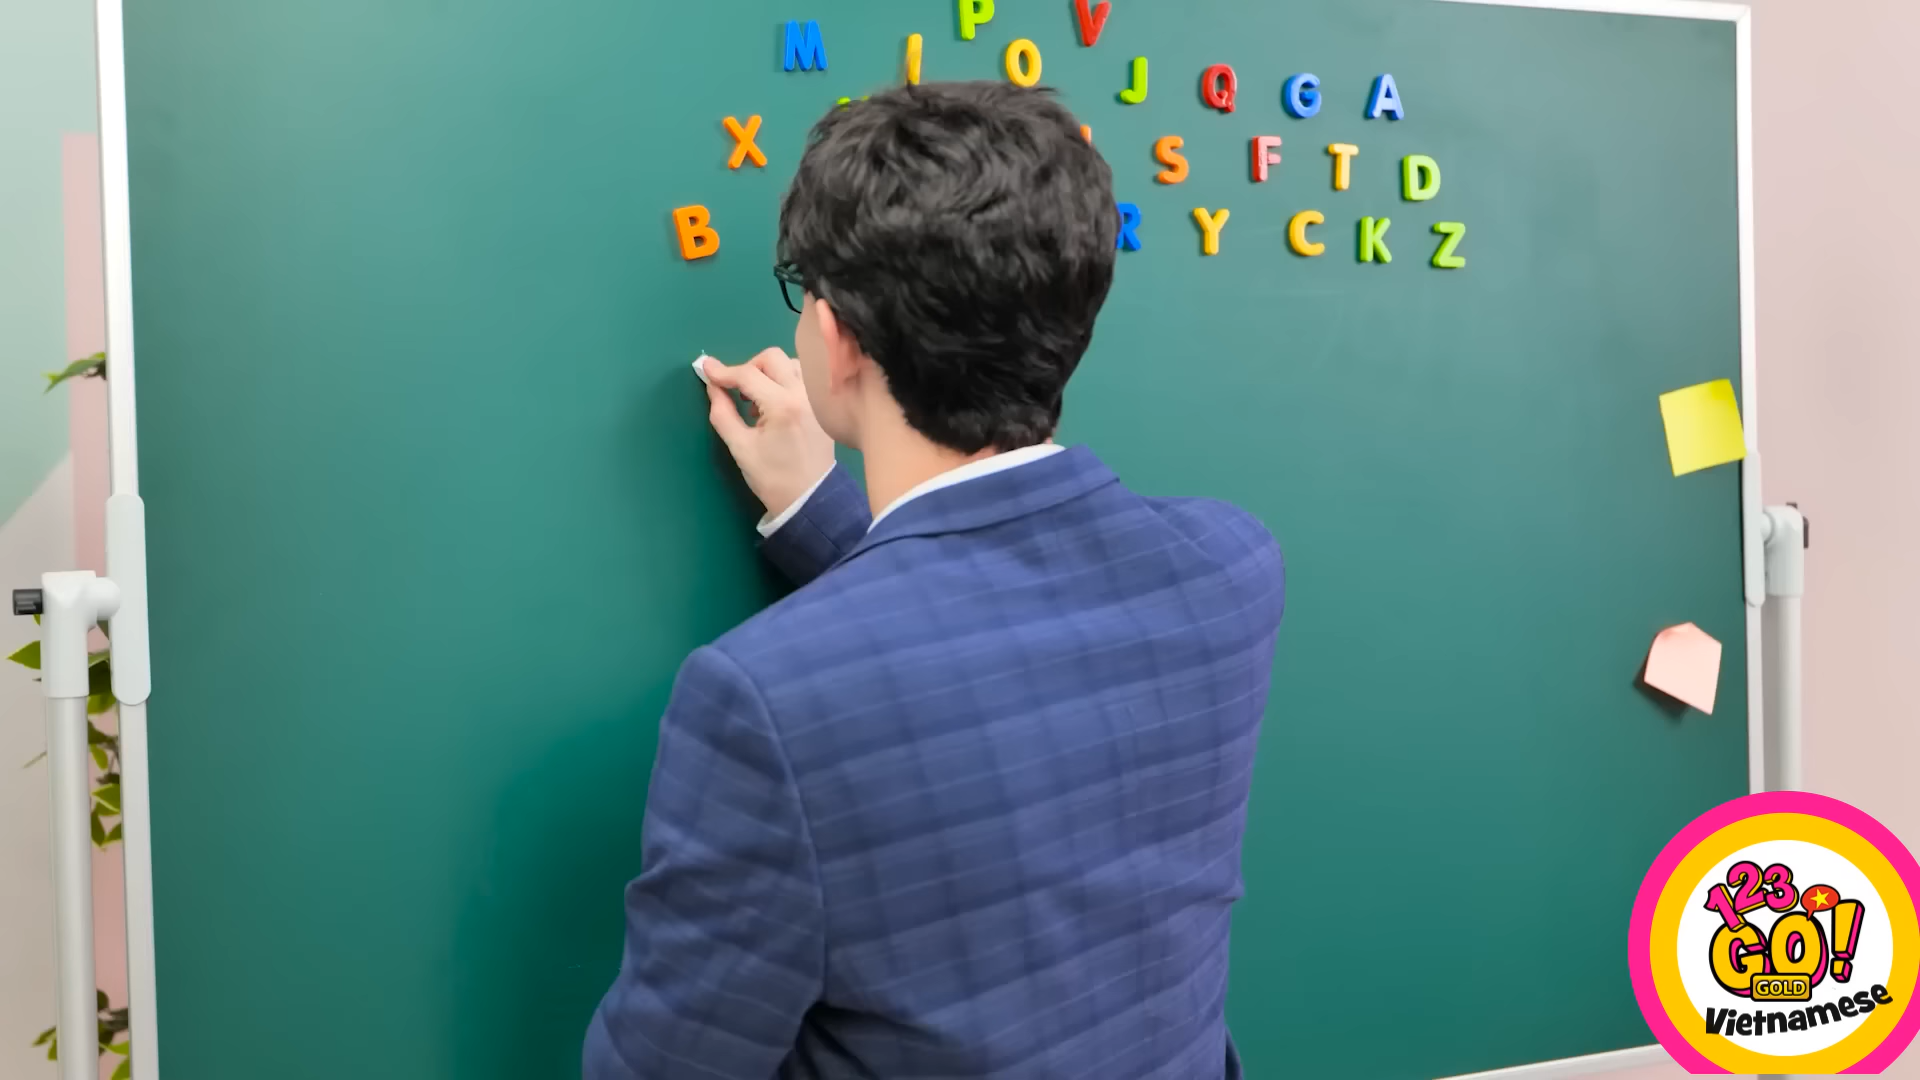 P V
M I O J Q G A
X S F T D
B R Y C K Z
123
GO!
GOLD
Vietnamese